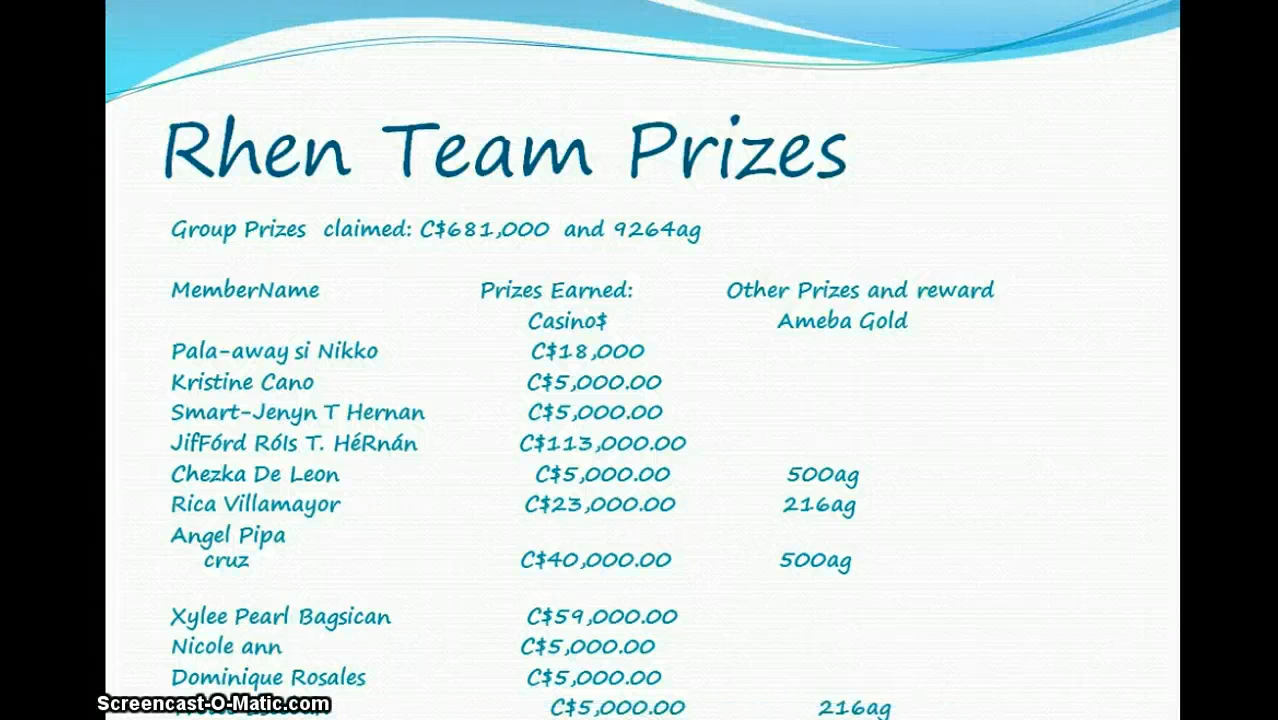 Rhen Team Prizes
Group Prizes claimed: C$681,000 and 9264ag
MemberName Prizes Earned: Other Prizes and reward
Casino$ Ameba Gold
Pala-away si Nikko C$18,000
Kristine Cano C$5,000.00
Smart-Jenyn T Hernan C$5,000.00
JifFórd RóIs T. HéRnán C$113,000.00
Chezka De Leon C$5,000.00 500ag
Rica Villamayor C$23,000.00 216ag
Angel Pipa
cruz C$40,000.00 500ag
Xylee Pearl Bagsican C$59,000.00
Nicole ann C$5,000.00
Dominique Rosales C$5,000.00
C$5,000.00 216ag
Screencast-O-Matic.com